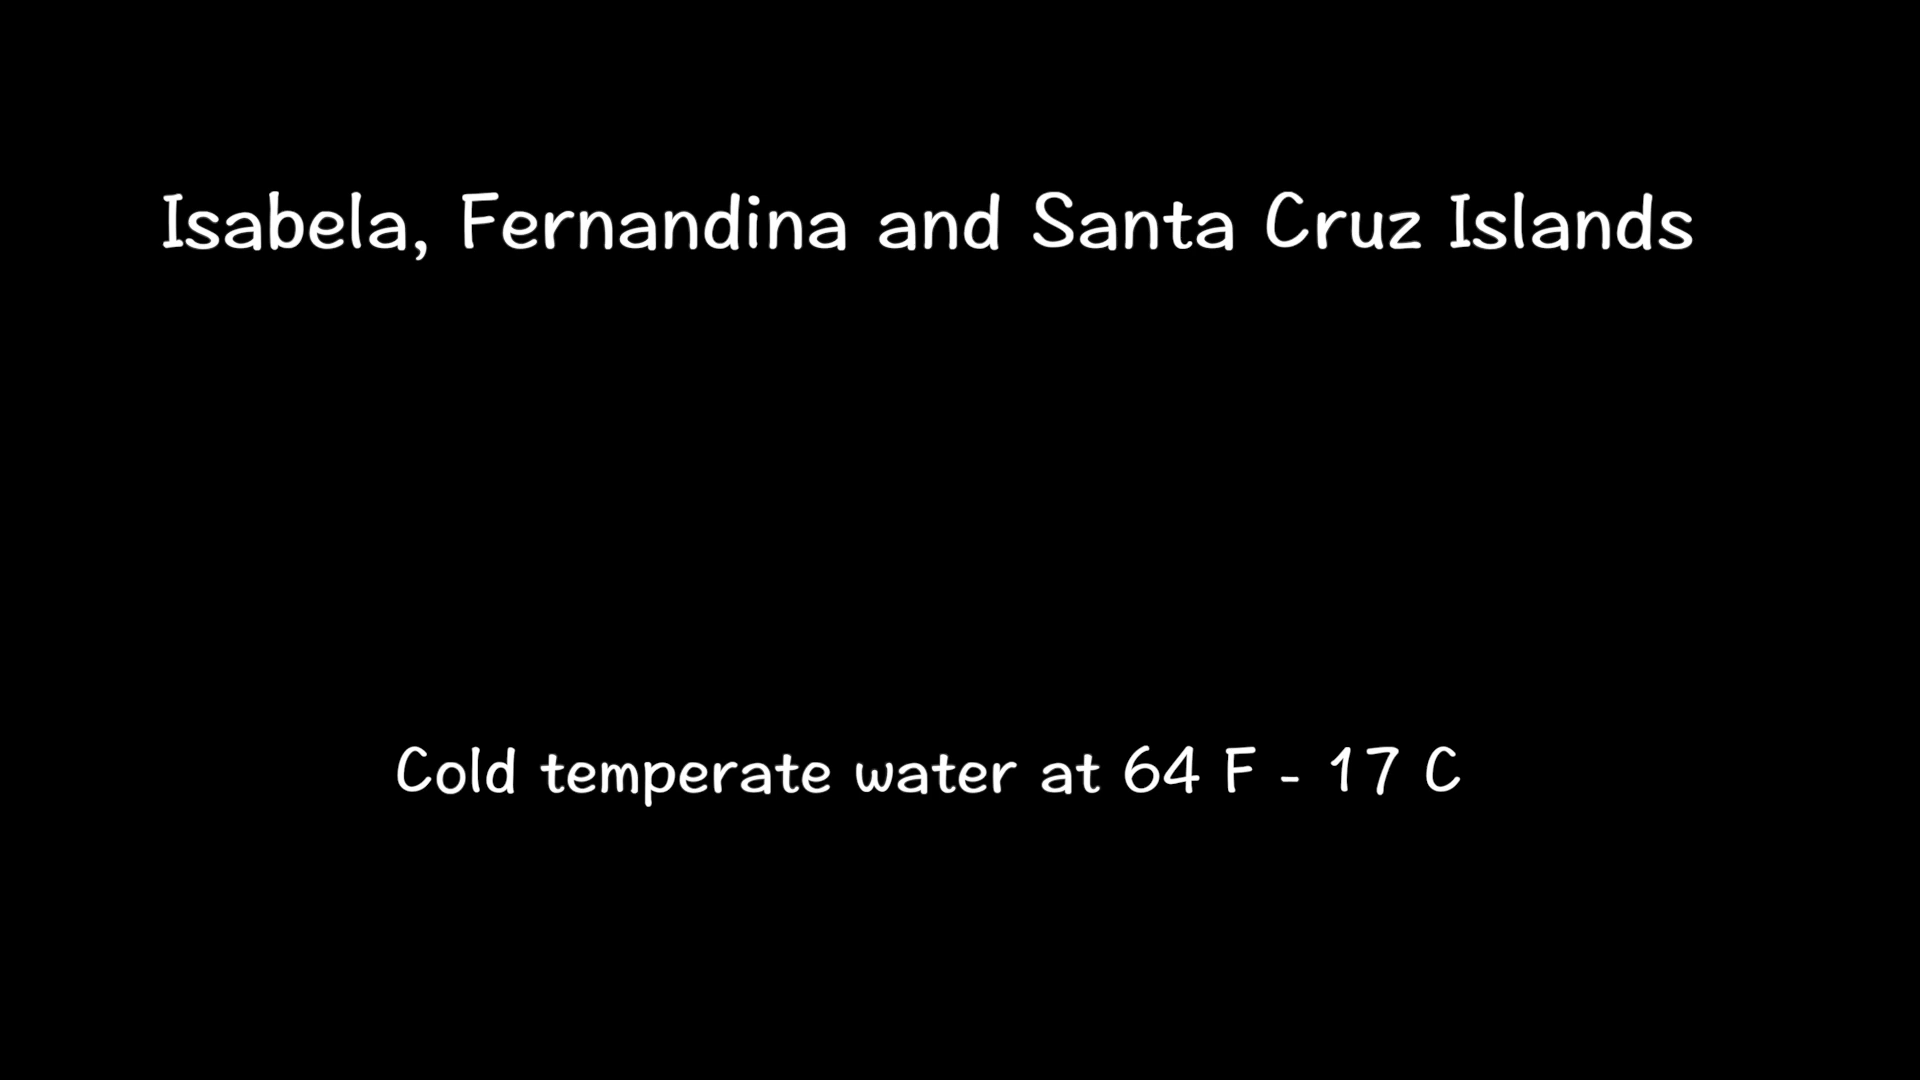 Isabela, Fernandina and Santa Cruz Islands
Cold temperate water at 64 F - 17 C